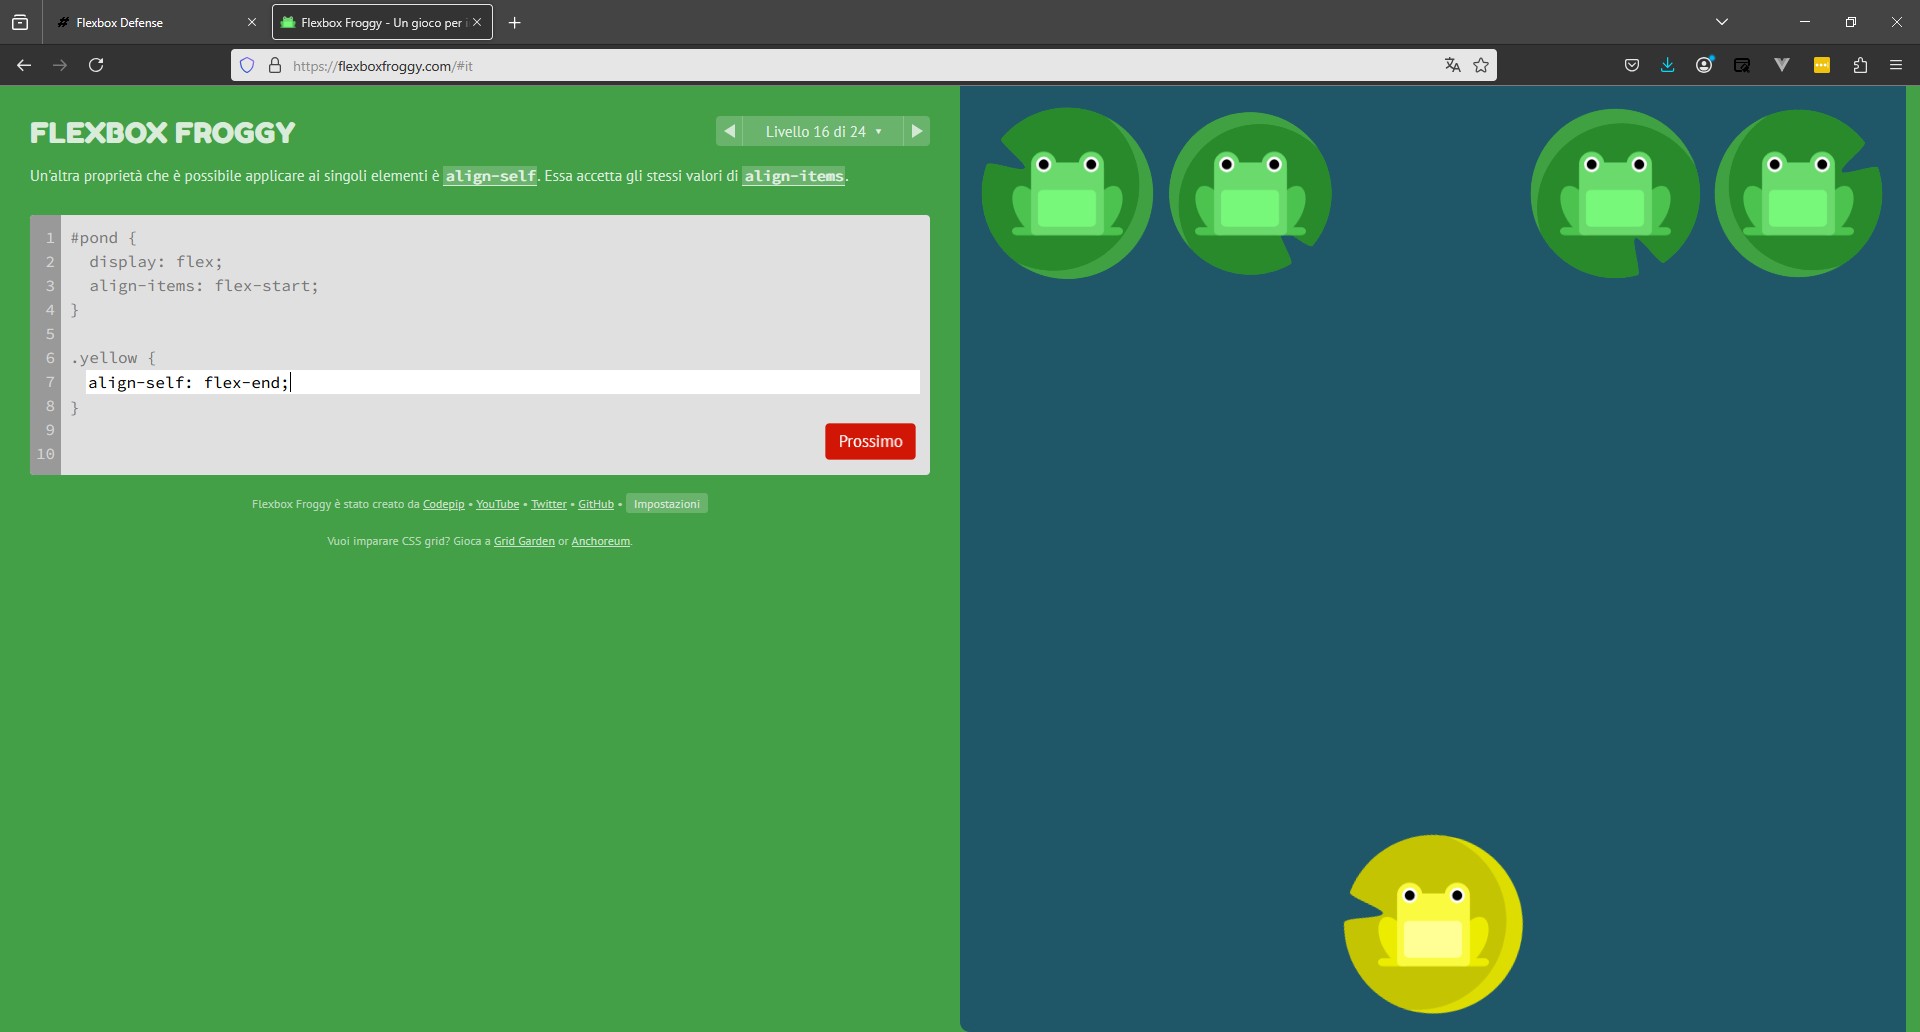 Flexbox Defense
Flexbox Froggy - Un gioco per i
https://flexboxfroggy.com/#it
FLEXBOX FROGGY
Livello 16 di 24
Un'altra proprietà che è possibile applicare ai singoli elementi è align-self. Essa accetta gli stessi valori di align-items.
1 #pond {
2 display: flex;
3 align-items: flex-start;
4 }
5
6 .yellow {
7 align-self: flex-end;
8 }
9
10
Prossimo
Flexbox Froggy è stato creato da Codepip • YouTube • Twitter • GitHub • Impostazioni
Vuoi imparare CSS grid? Gioca a Grid Garden or Anchoreum.